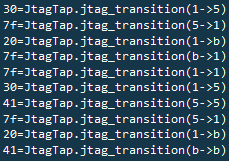 30=JtagTap.jtag_transition(1->5)
7f=JtagTap.jtag_transition(5->1)
20=JtagTap.jtag_transition(1->b)
7f=JtagTap.jtag_transition(b->1)
7f=JtagTap.jtag_transition(1->1)
30=JtagTap.jtag_transition(1->5)
41=JtagTap.jtag_transition(5->5)
7f=JtagTap.jtag_transition(5->1)
20=JtagTap.jtag_transition(1->b)
41=JtagTap.jtag_transition(b->b)